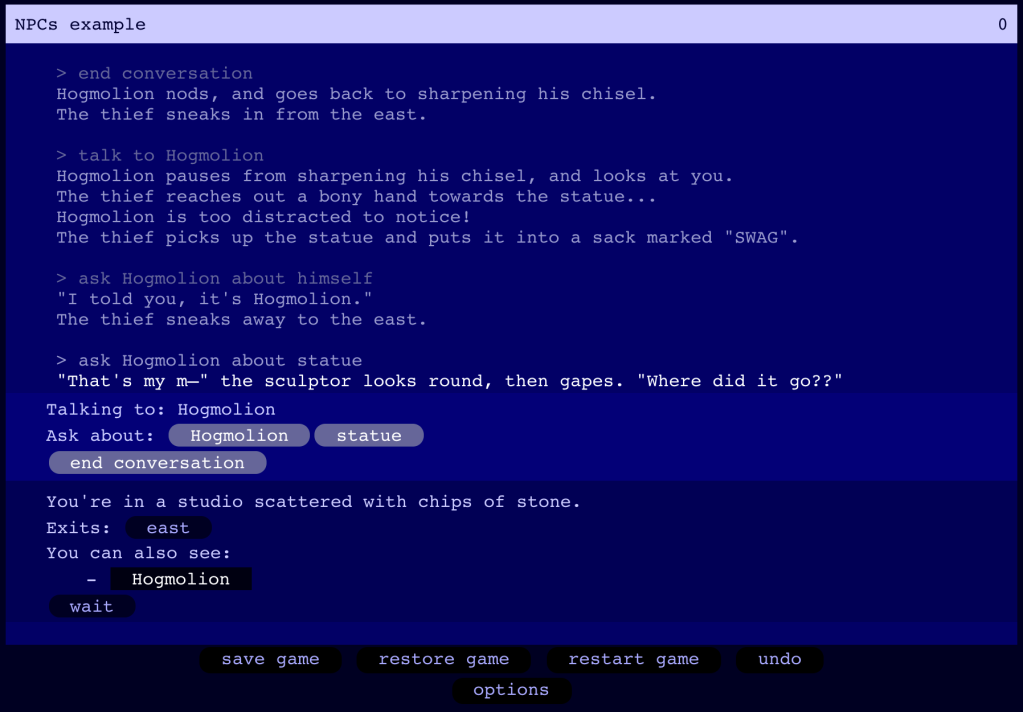 NPCs example 0
> end conversation
Hogmolion nods, and goes back to sharpening his chisel.
The thief sneaks in from the east.
> talk to Hogmolion
Hogmolion pauses from sharpening his chisel, and looks at you.
The thief reaches out a bony hand towards the statue...
Hogmolion is too distracted to notice!
The thief picks up the statue and puts it into a sack marked "SWAG".
> ask Hogmolion about himself
"I told you, it's Hogmolion."
The thief sneaks away to the east.
> ask Hogmolion about statue
"That's my m—" the sculptor looks round, then gapes. "Where did it go??"
Talking to: Hogmolion
Ask about: Hogmolion statue
end conversation
You're in a studio scattered with chips of stone.
Exits: east
You can also see:
– Hogmolion
wait
save game restore game restart game undo
options